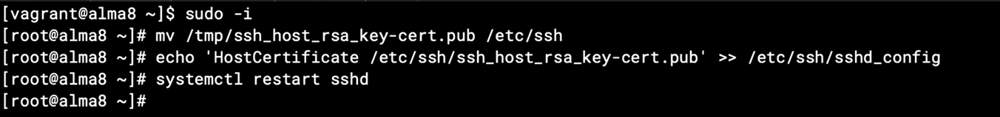 [vagrant@alma8 ~]$ sudo -i
[root@alma8 ~]# mv /tmp/ssh_host_rsa_key-cert.pub /etc/ssh
[root@alma8 ~]# echo 'HostCertificate /etc/ssh/ssh_host_rsa_key-cert.pub' >> /etc/ssh/sshd_config
[root@alma8 ~]# systemctl restart sshd
[root@alma8 ~]#